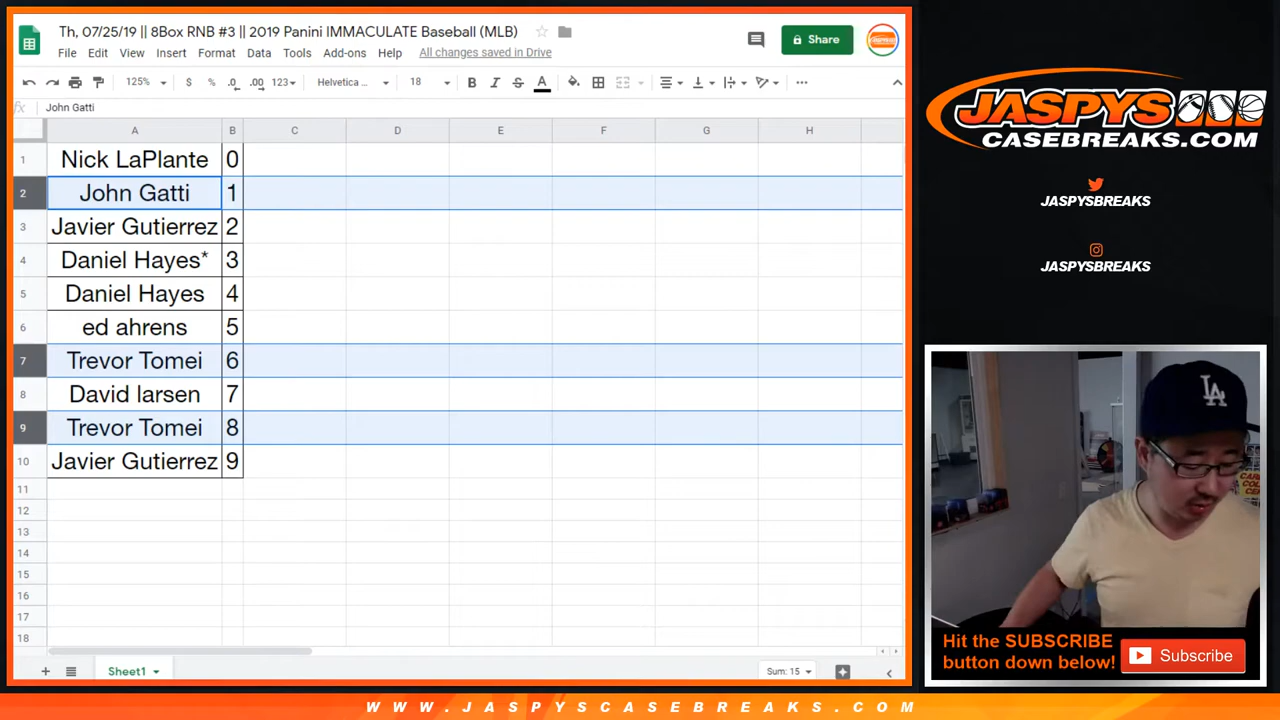 Th, 07/25/19 || 8Box RNB #3 || 2019 Panini IMMACULATE Baseball (MLB)
File Edit View Insert Format Data Tools Add-ons Help All changes saved in Drive
Share
125% $ % .0 .00 123 Helvetica ... 18 B I S A
fx John Gatti
A B C D E F G H
1 Nick LaPlante 0
2 John Gatti 1
3 Javier Gutierrez 2
4 Daniel Hayes* 3
5 Daniel Hayes 4
6 ed ahrens 5
7 Trevor Tomei 6
8 David larsen 7
9 Trevor Tomei 8
10 Javier Gutierrez 9
11
12
13
14
15
16
17
18
+ Sheet1 Sum: 15
JASPYS
CASEBREAKS.COM
JASPYSBREAKS
JASPYSBREAKS
LA
Hit the SUBSCRIBE
button down below!
Subscribe
WWW.JASPYSCASEBREAKS.COM